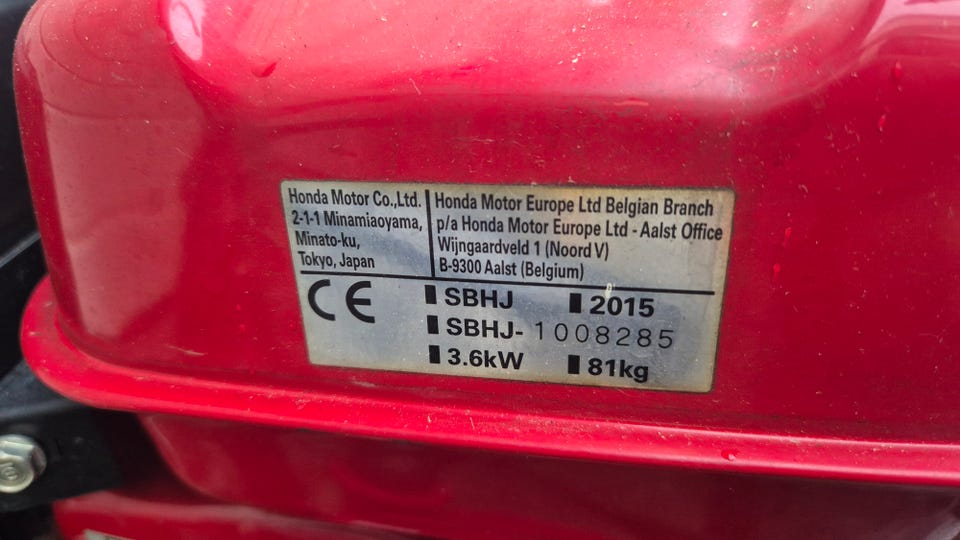 Honda Motor Co.,Ltd.
2-1-1 Minamiaoyama,
Minato-ku,
Tokyo, Japan
Honda Motor Europe Ltd Belgian Branch
p/a Honda Motor Europe Ltd - Aalst Office
Wijngaardveld 1 (Noord V)
B-9300 Aalst (Belgium)
CE
SBHJ 2015
SBHJ- 1008285
3.6kW 81kg